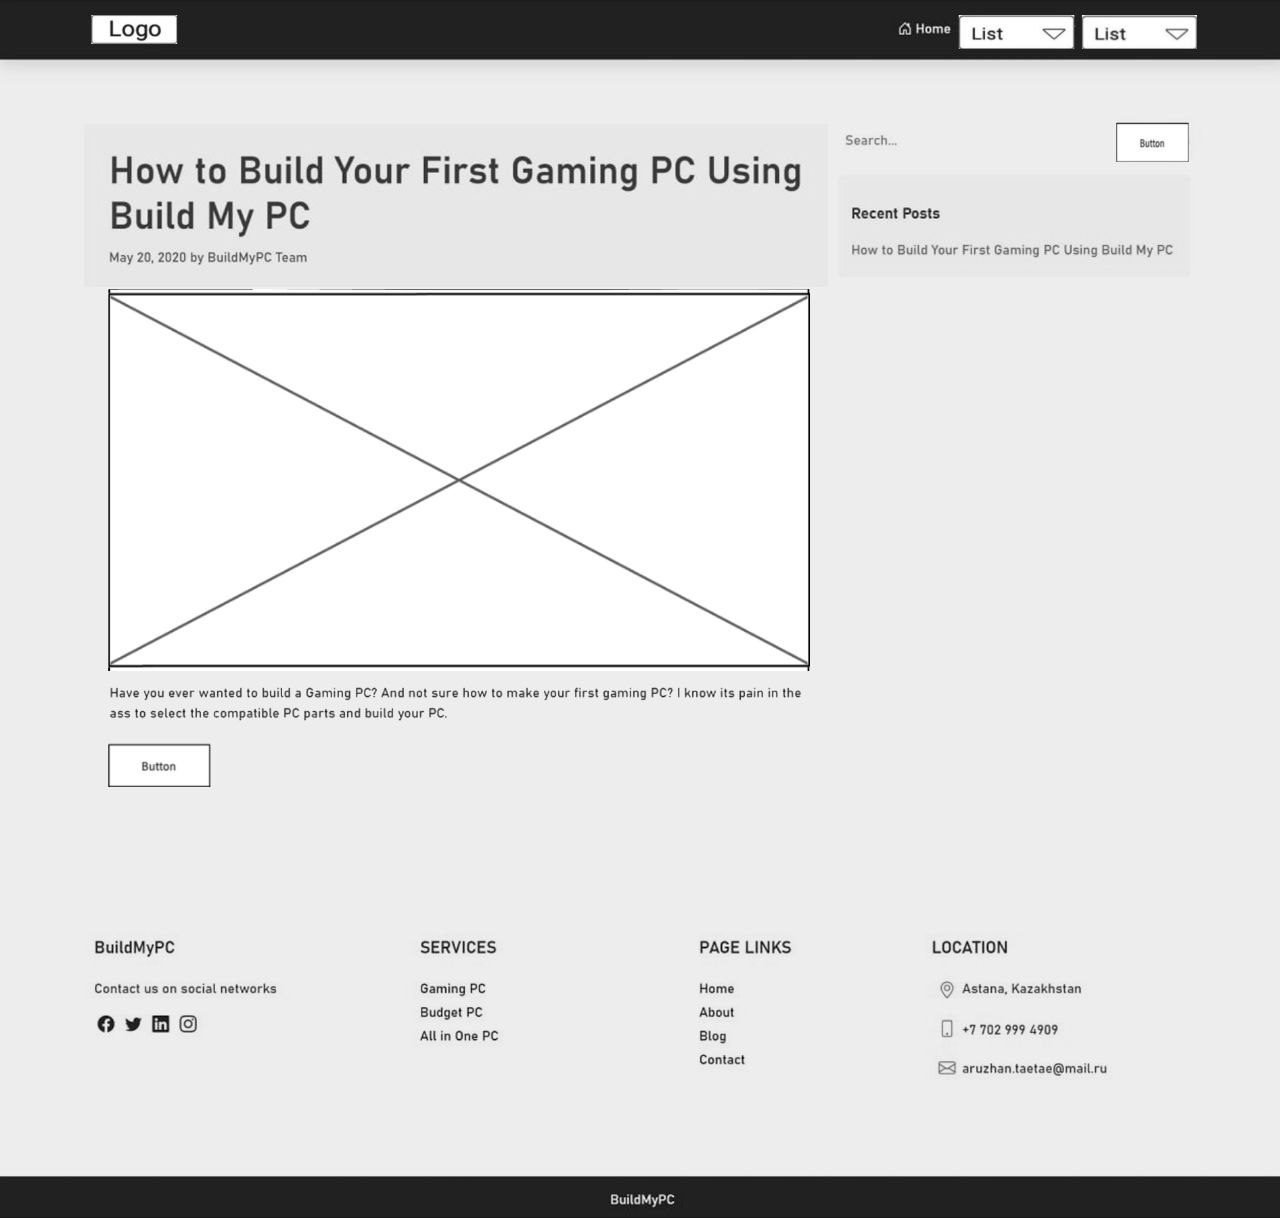 Logo
Home
List
List
How to Build Your First Gaming PC Using
Build My PC
May 20, 2020 by BuildMyPC Team
Search...
Button
Recent Posts
How to Build Your First Gaming PC Using Build My PC
Have you ever wanted to build a Gaming PC? And not sure how to make your first gaming PC? I know its pain in the
ass to select the compatible PC parts and build your PC.
Button
BuildMyPC
Contact us on social networks
SERVICES
Gaming PC
Budget PC
All in One PC
PAGE LINKS
Home
About
Blog
Contact
LOCATION
Astana, Kazakhstan
+7 702 999 4909
aruzhan.taetae@mail.ru
BuildMyPC